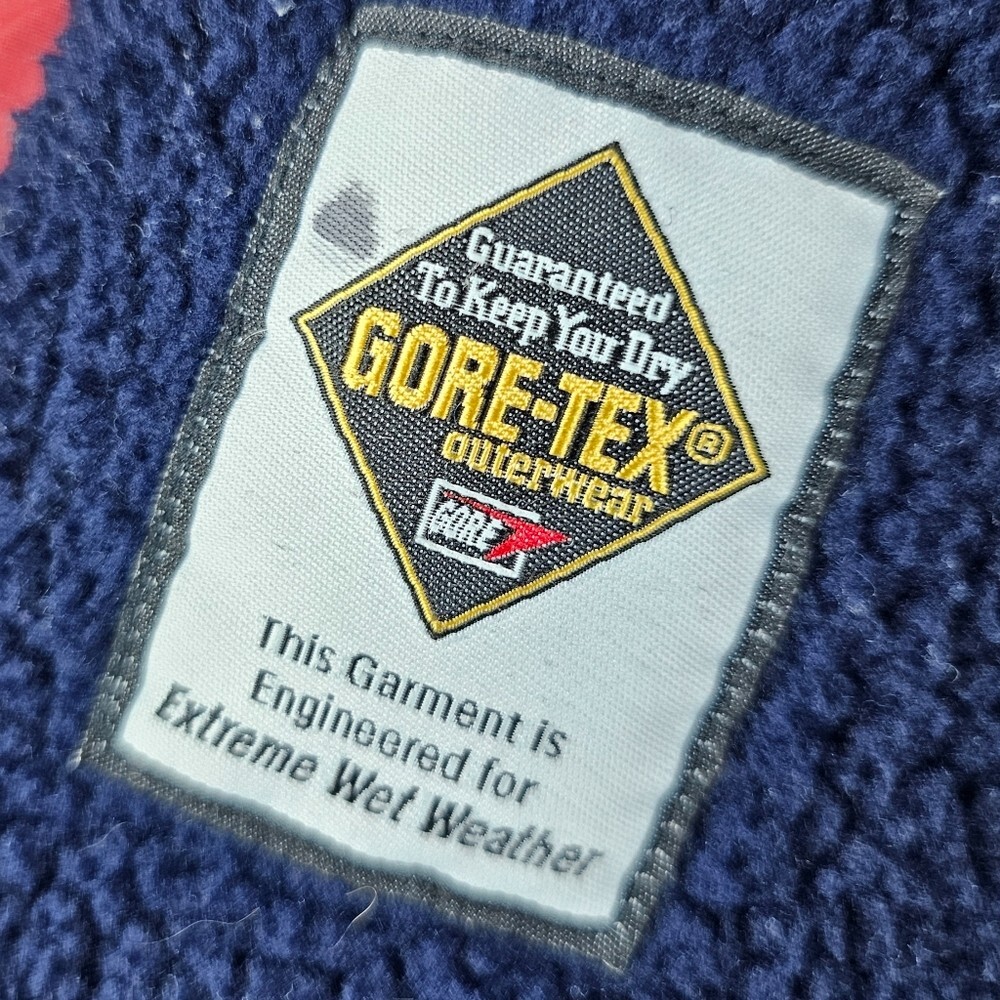 Guaranteed
To Keep You Dry
GORE-TEX®
outerwear
GORE
This Garment is
Engineered for
Extreme Wet Weather